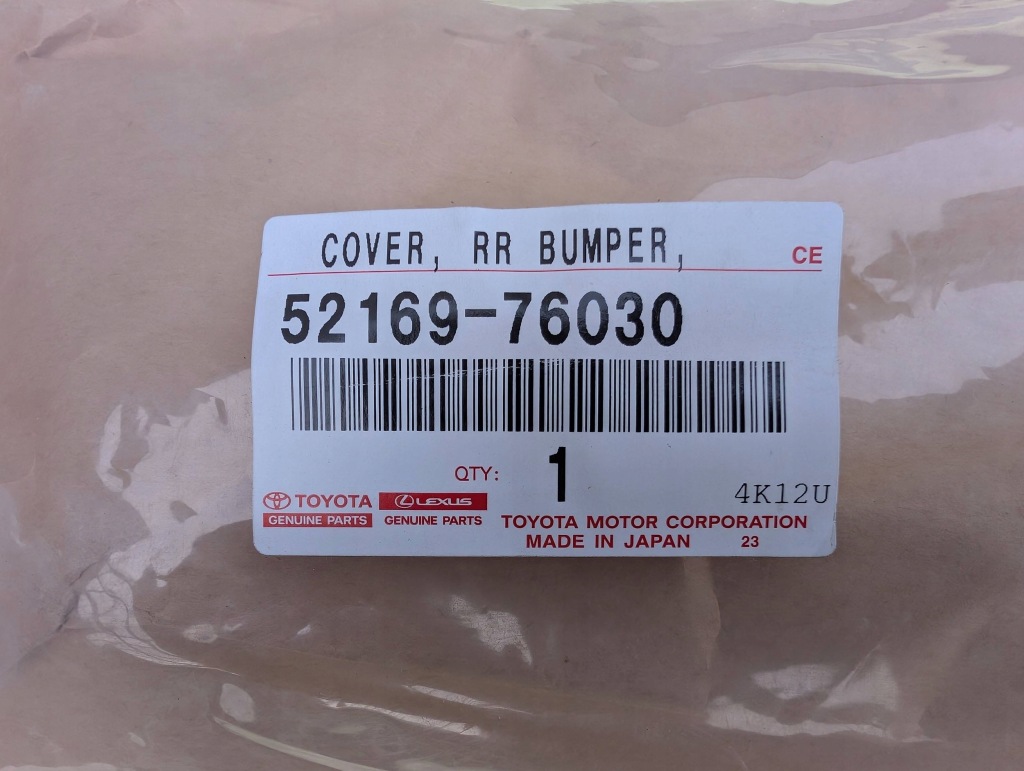 COVER, RR BUMPER, CE
52169-76030
QTY: 1
4K12U
TOYOTA LEXUS
GENUINE PARTS GENUINE PARTS
TOYOTA MOTOR CORPORATION
MADE IN JAPAN 23